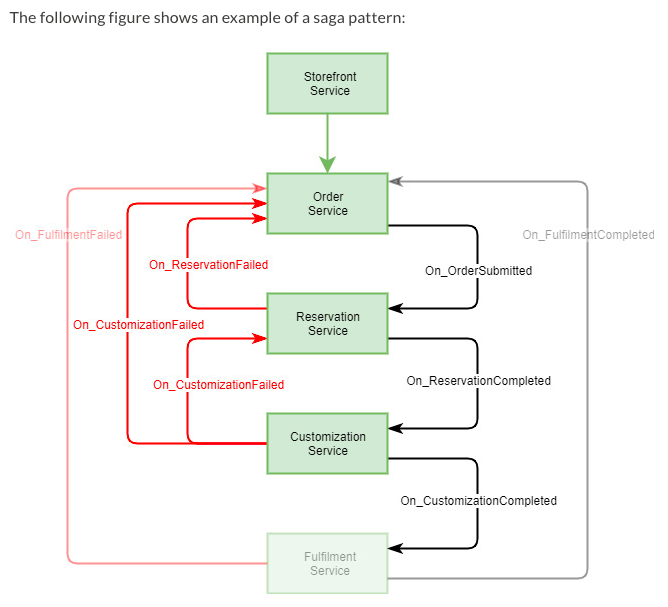 The following figure shows an example of a saga pattern:
Storefront
Service
Order
Service
On_FulfilmentFailed
On_FulfilmentCompleted
On_ReservationFailed
On_OrderSubmitted
Reservation
Service
On_CustomizationFailed
On_CustomizationFailed
On_ReservationCompleted
Customization
Service
On_CustomizationCompleted
Fulfilment
Service